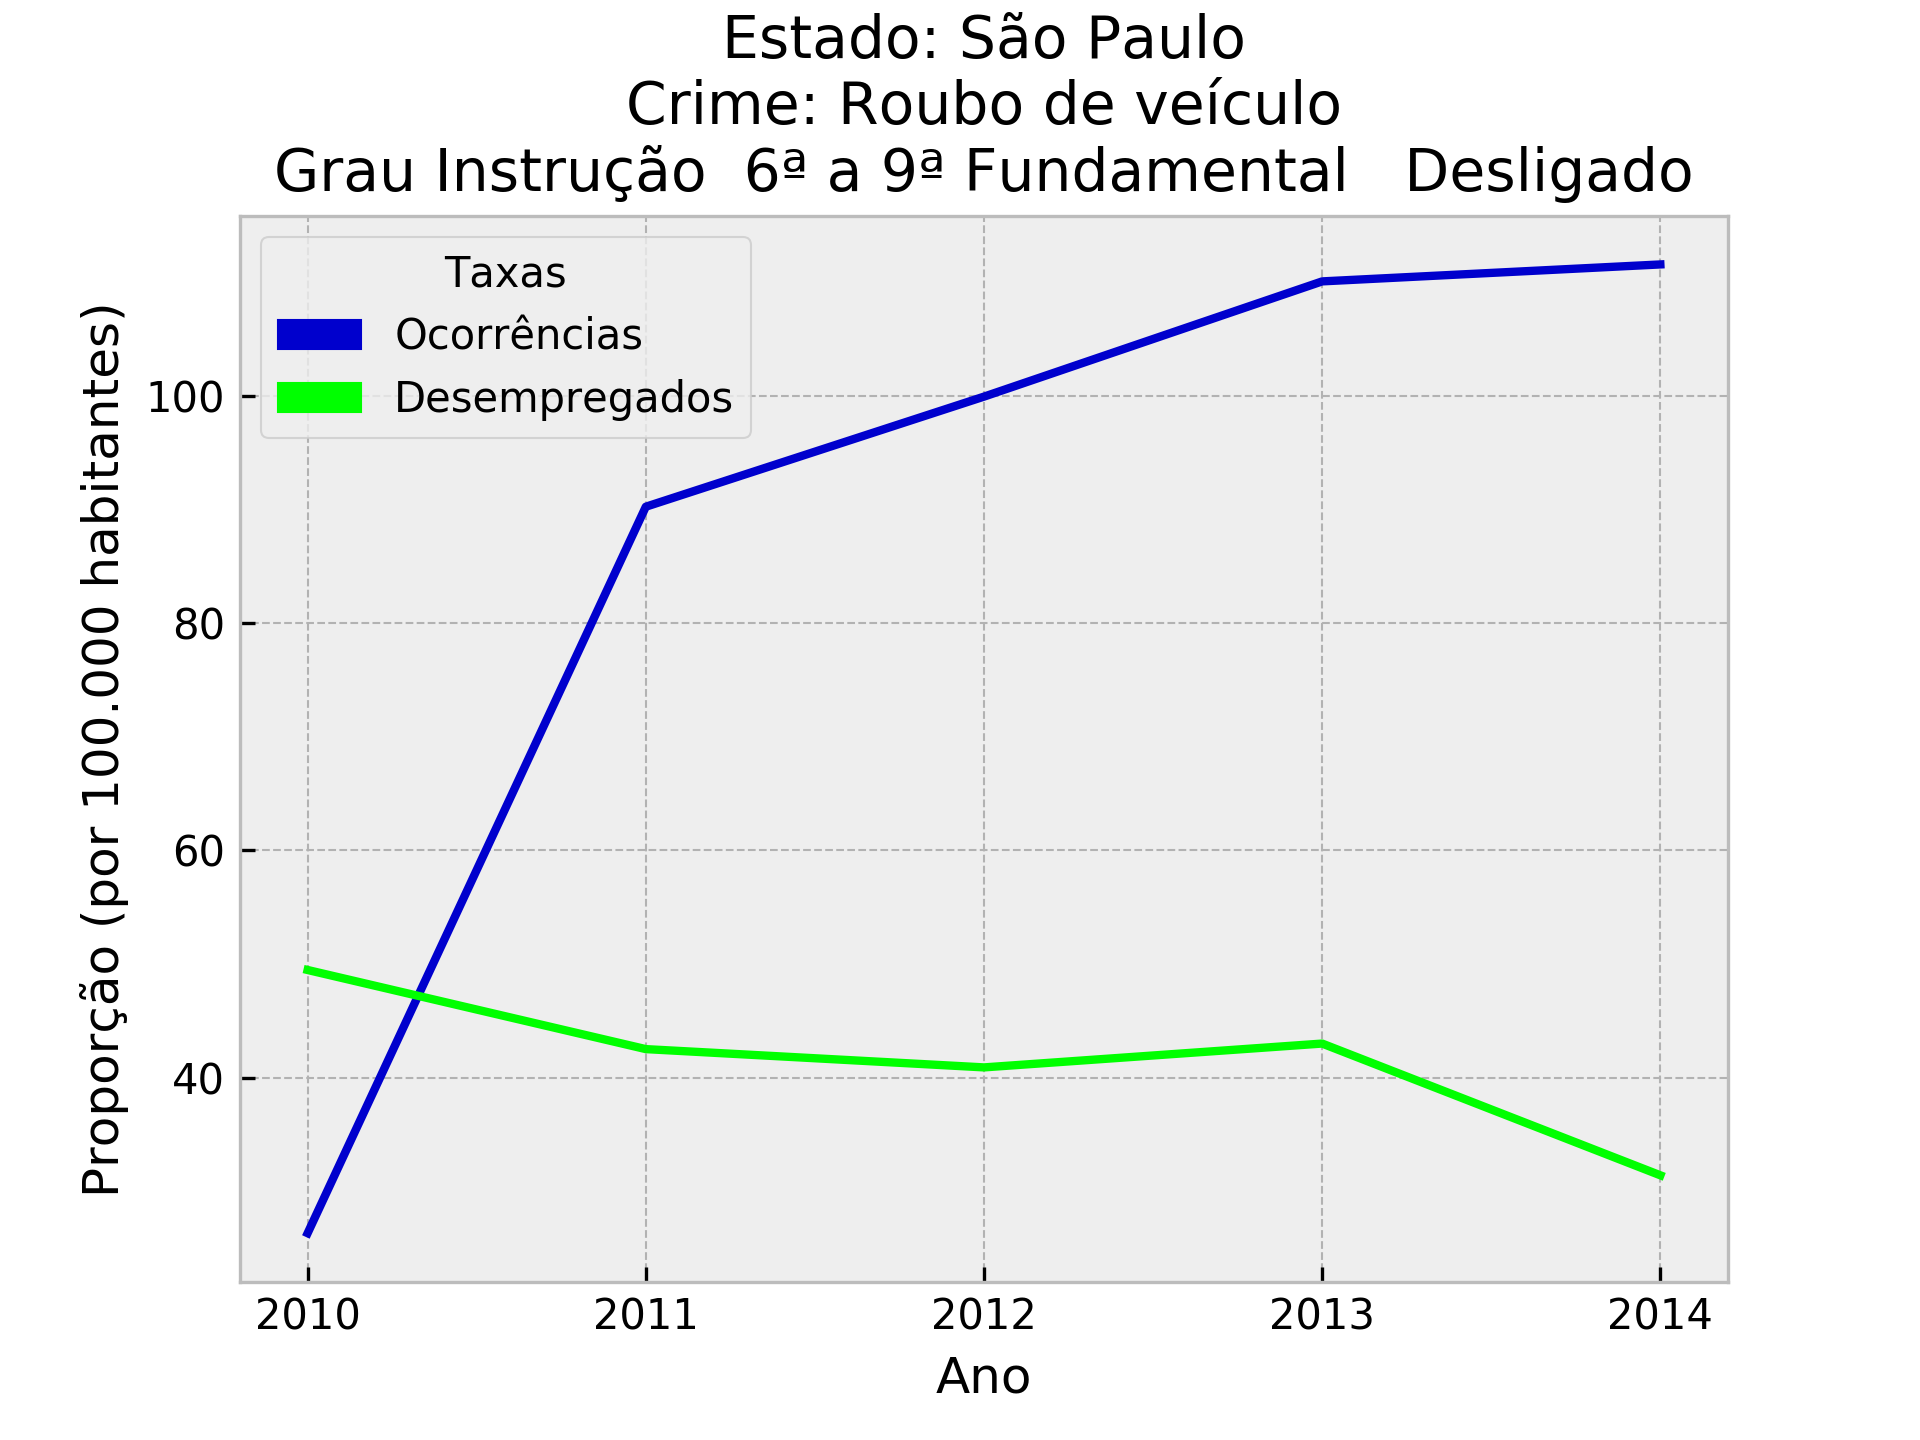 Estado: São Paulo
Crime: Roubo de veículo
Grau Instrução  6ª a 9ª Fundamental   Desligado
Taxas
Ocorrências
Desempregados
Proporção (por 100.000 habitantes)
100
80
60
40
2010
2011
2012
2013
2014
Ano